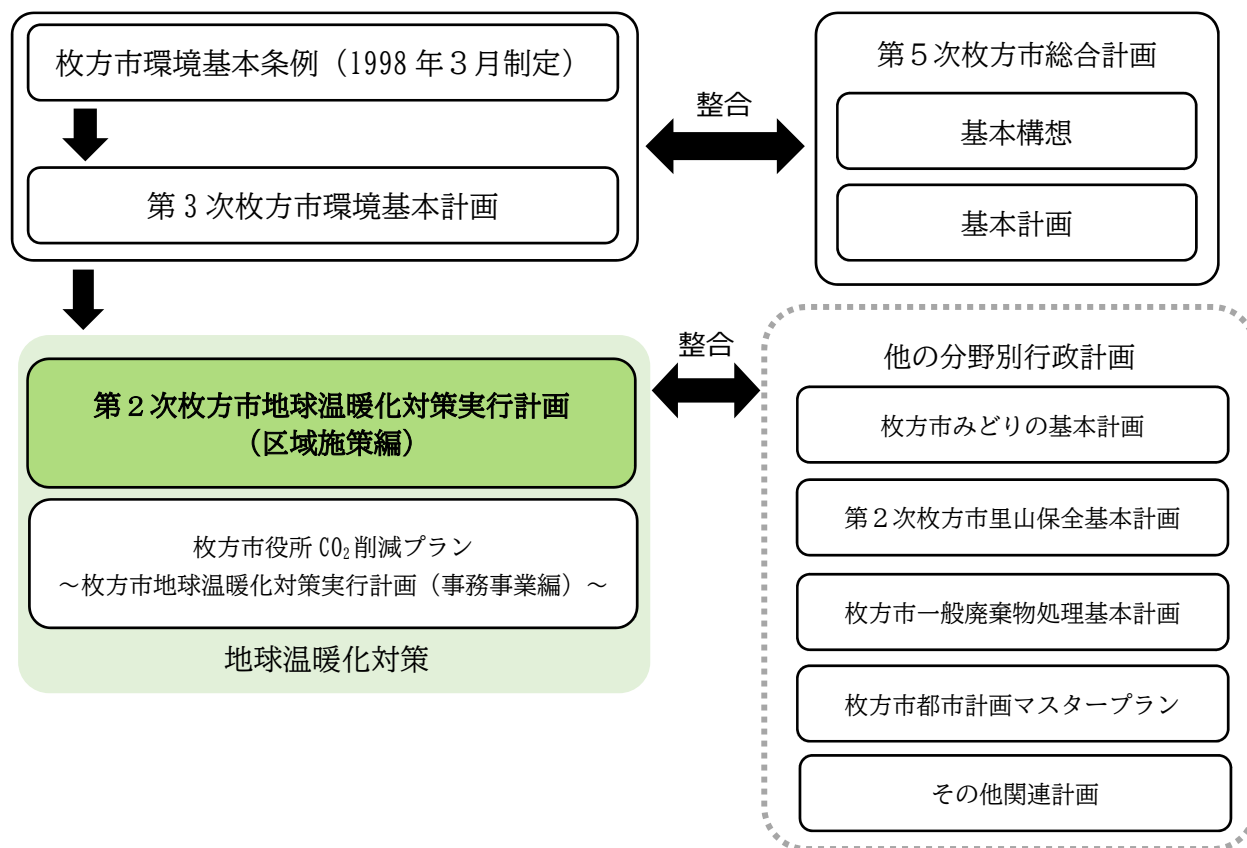 枚方市環境基本条例（1998年３月制定）
第3次枚方市環境基本計画
整合
第５次枚方市総合計画
基本構想
基本計画
第２次枚方市地球温暖化対策実行計画
（区域施策編）
枚方市役所CO₂削減プラン
～枚方市地球温暖化対策実行計画（事務事業編）～
地球温暖化対策
整合
他の分野別行政計画
枚方市みどりの基本計画
第２次枚方市里山保全基本計画
枚方市一般廃棄物処理基本計画
枚方市都市計画マスタープラン
その他関連計画